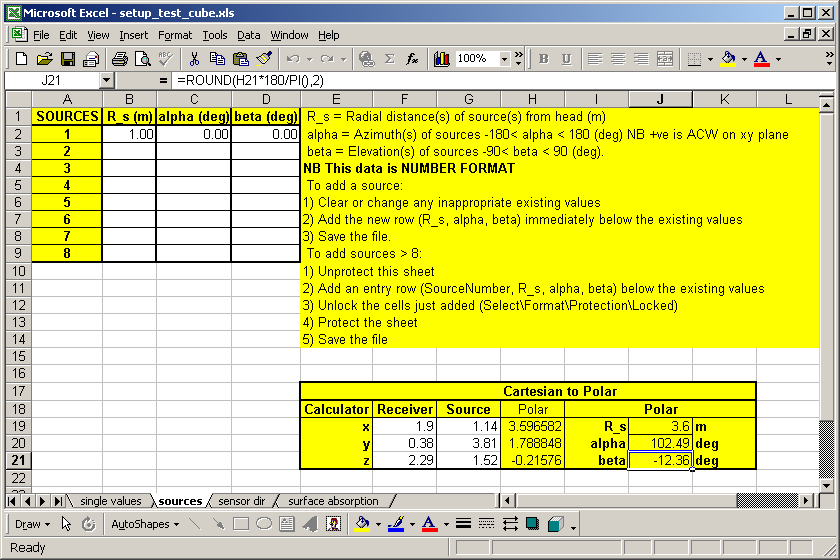 Microsoft Excel - setup_test_cube.xls
File Edit View Insert Format Tools Data Window Help
100%
B U A
J21 = =ROUND(H21*180/PI(),2)
A B C D E F G H I J K L
1 SOURCES R_s (m) alpha (deg) beta (deg) R_s = Radial distance(s) of source(s) from head (m)
2 1 1.00 0.00 0.00 alpha = Azimuth(s) of sources -180< alpha < 180 (deg) NB +ve is ACW on xy plane
3 2 beta = Elevation(s) of sources -90< beta < 90 (deg).
4 3 NB This data is NUMBER FORMAT
5 4 To add a source:
6 5 1) Clear or change any inappropriate existing values
7 6 2) Add the new row (R_s, alpha, beta) immediately below the existing values
8 7 3) Save the file.
9 8 To add sources > 8:
10 1) Unprotect this sheet
11 2) Add an entry row (SourceNumber, R_s, alpha, beta) below the existing values
12 3) Unlock the cells just added (Select\Format\Protection\Locked)
13 4) Protect the sheet
14 5) Save the file
15
16
17 Cartesian to Polar
18 Calculator Receiver Source Polar Polar
19 x 1.9 1.14 3.596582 R_s 3.6 m
20 y 0.38 3.81 1.788848 alpha 102.49 deg
21 z 2.29 1.52 -0.21576 beta -12.36 deg
22
single values sources sensor dir surface absorption
Draw AutoShapes A
Ready